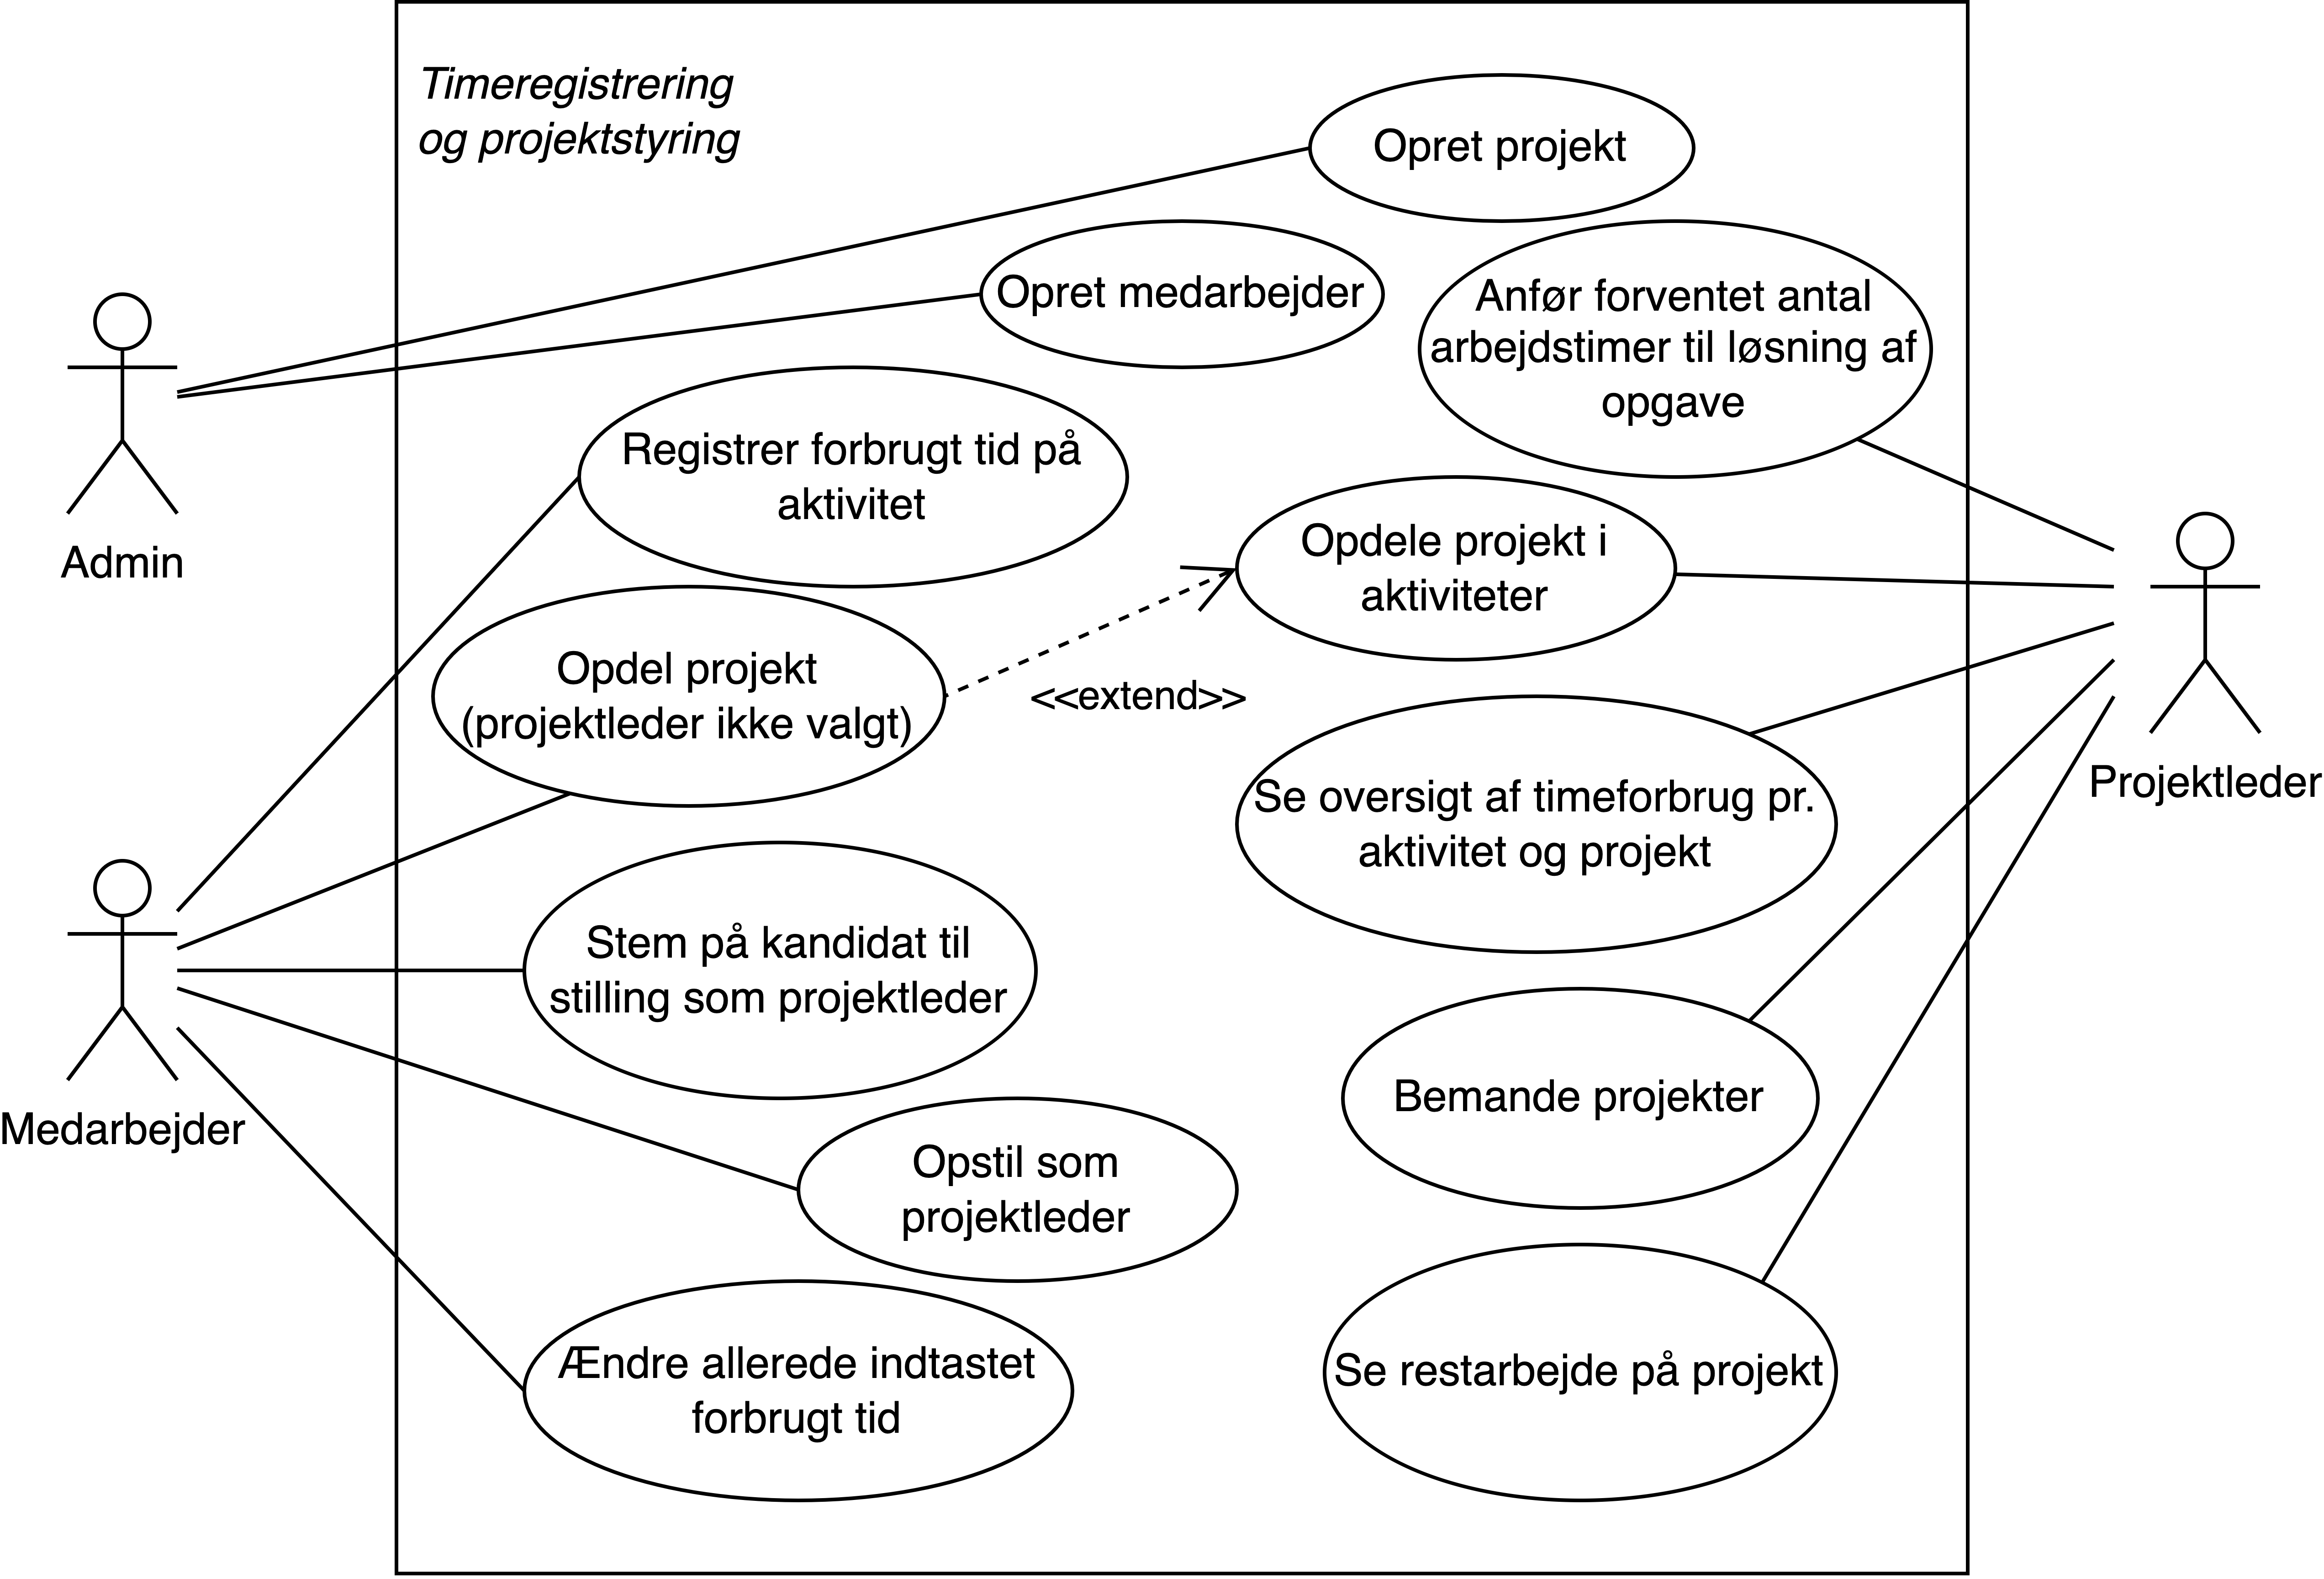 Timeregistrering
og projektstyring
Opret projekt
Opret medarbejder
Anfør forventet antal
arbejdstimer til løsning af
opgave
Registrer forbrugt tid på
aktivitet
Admin
Opdele projekt i
aktiviteter
Opdel projekt
(projektleder ikke valgt)
<<extend>>
Projektleder
Se oversigt af timeforbrug pr.
aktivitet og projekt
Stem på kandidat til
stilling som projektleder
Medarbejder
Bemande projekter
Opstil som
projektleder
Ændre allerede indtastet
forbrugt tid
Se restarbejde på projekt